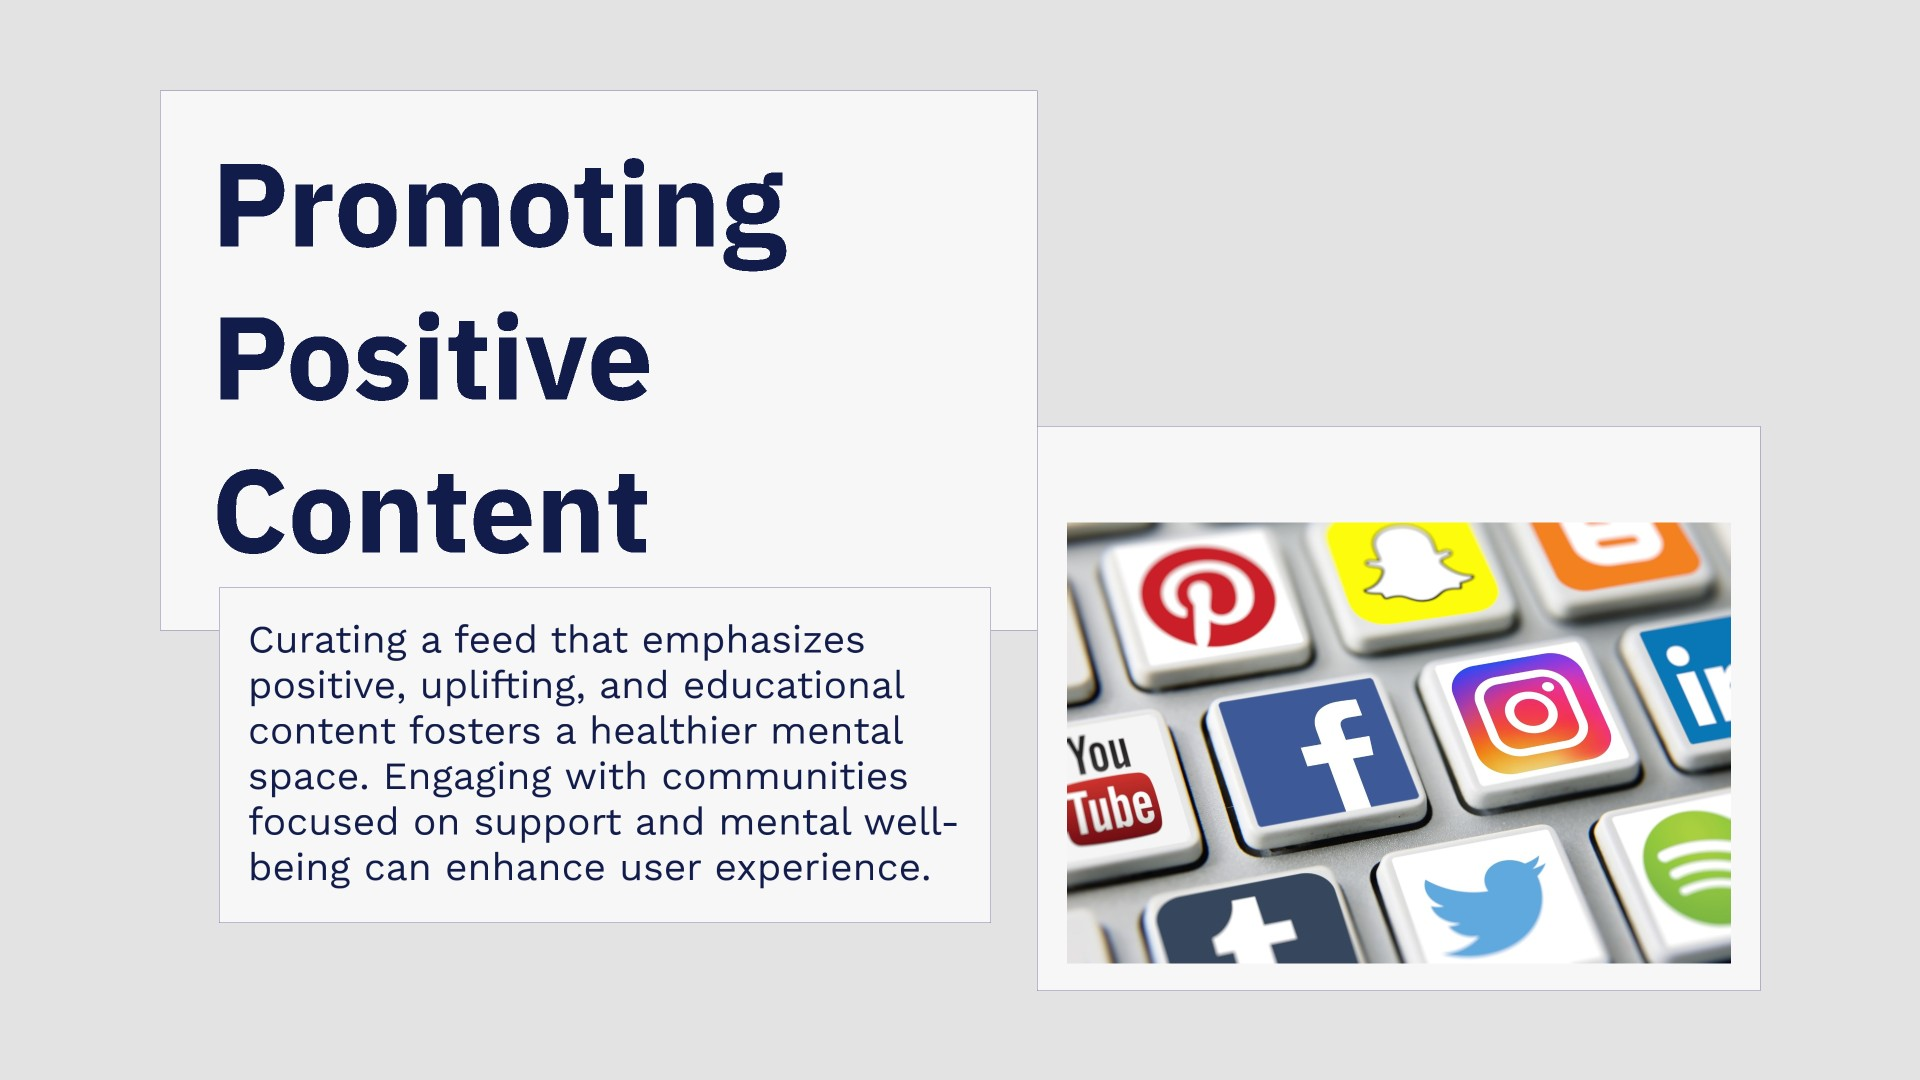 Promoting
Positive
Content
Curating a feed that emphasizes
positive, uplifting, and educational
content fosters a healthier mental
space. Engaging with communities
focused on support and mental well-
being can enhance user experience.
You
Tube
f
in
t